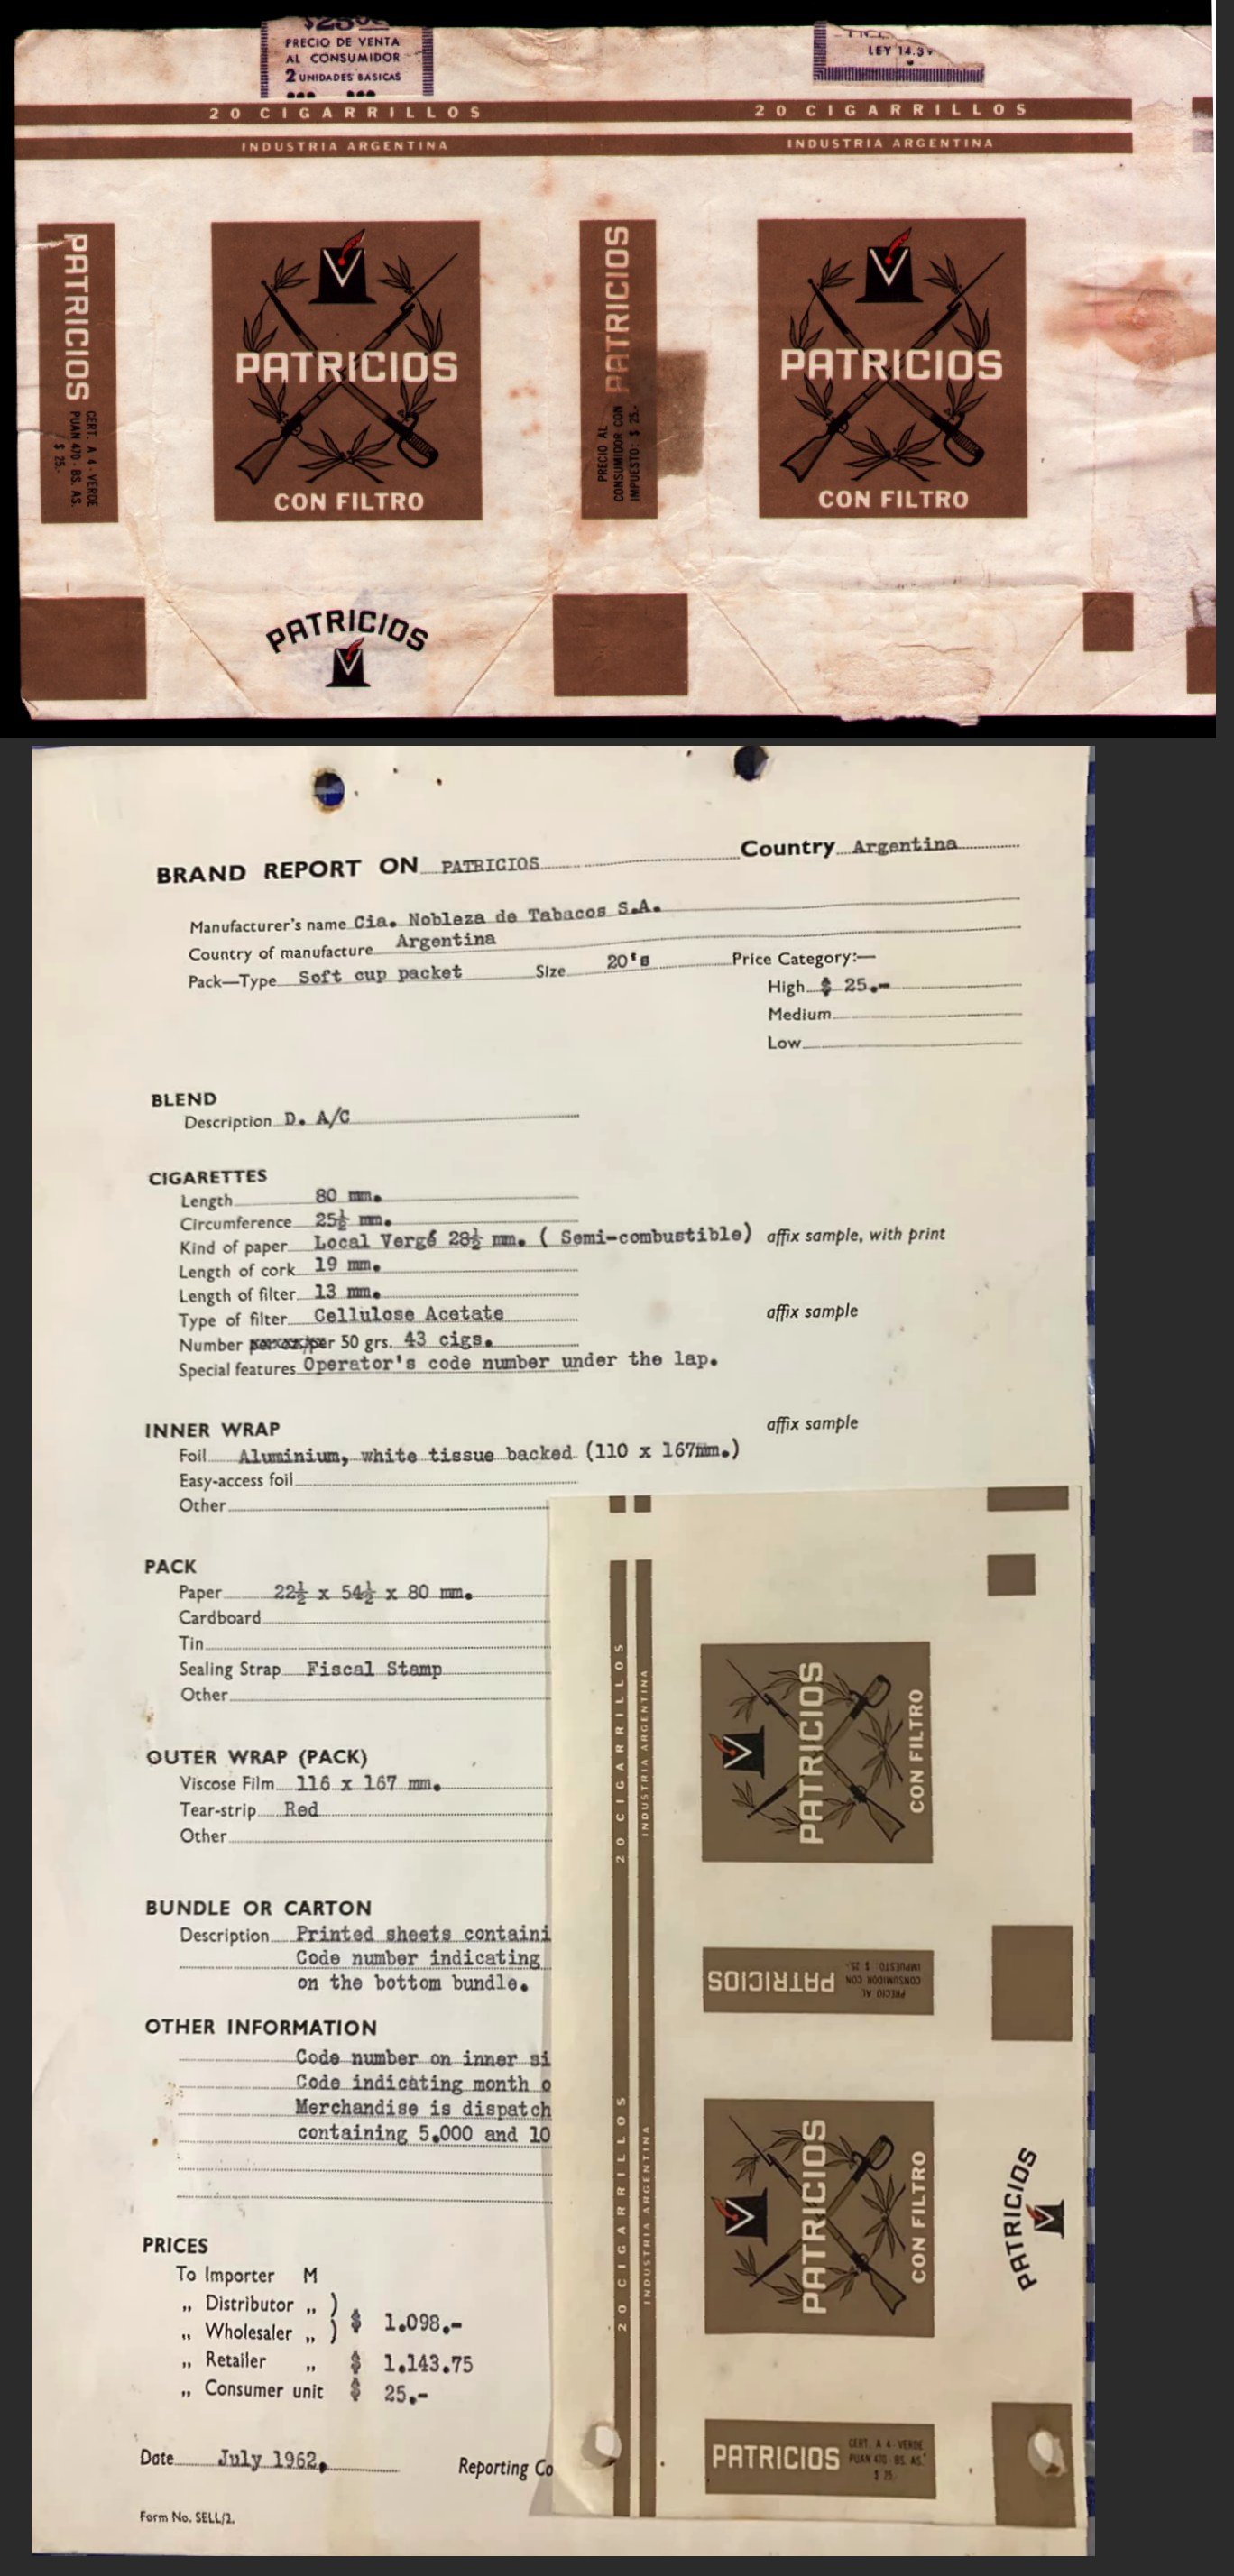 $25.00
PRECIO DE VENTA
AL CONSUMIDOR
2 UNIDADES BASICAS
LEY 14.3
20 CIGARRILLOS
20 CIGARRILLOS
INDUSTRIA ARGENTINA
INDUSTRIA ARGENTINA
PATRICIOS
CERT. A 4 - VERDE
PUAN 470 - BS. AS.
$ 25.-
V
PATRICIOS
CON FILTRO
PATRICIOS
PRECIO AL
CONSUMIDOR CON
IMPUESTO: $ 25.-
V
PATRICIOS
CON FILTRO
PATRICIOS
V
BRAND REPORT ON PATRICIOS Country Argentina
Manufacturer's name Cia. Nobleza de Tabacos S.A.
Country of manufacture Argentina
Pack—Type Soft cup packet Size 20's Price Category:—
High $ 25.-
Medium
Low
BLEND
Description D. A/C
CIGARETTES
Length 80 mm.
Circumference 25½ mm.
Kind of paper Local Vergé 28½ mm. ( Semi-combustible) affix sample, with print
Length of cork 19 mm.
Length of filter 13 mm.
Type of filter Cellulose Acetate affix sample
Number per 50 grs. 43 cigs.
Special features Operator's code number under the lap.
INNER WRAP affix sample
Foil Aluminium, white tissue backed (110 x 167mm.)
Easy-access foil
Other
PACK
Paper 22½ x 54½ x 80 mm.
Cardboard
Tin
Sealing Strap Fiscal Stamp
Other
OUTER WRAP (PACK)
Viscose Film 116 x 167 mm.
Tear-strip Red
Other
BUNDLE OR CARTON
Description Printed sheets containi
Code number indicating
on the bottom bundle.
OTHER INFORMATION
Code number on inner si
Code indicating month o
Merchandise is dispatch
containing 5,000 and 10
PRICES
To Importer M
„ Distributor „ )
„ Wholesaler „ ) $ 1.098.-
„ Retailer „ $ 1.143.75
„ Consumer unit $ 25.-
Date July 1962. Reporting Co
Form No. SELL/2.
20 CIGARRILLOS
INDUSTRIA ARGENTINA
V
PATRICIOS
CON FILTRO
PATRICIOS
PRECIO AL
CONSUMIDOR CON
IMPUESTO: $ 25.-
20 CIGARRILLOS
INDUSTRIA ARGENTINA
V
PATRICIOS
CON FILTRO
PATRICIOS
V
PATRICIOS
CERT. A 4 - VERDE
PUAN 470 - BS. AS.
$ 25.-